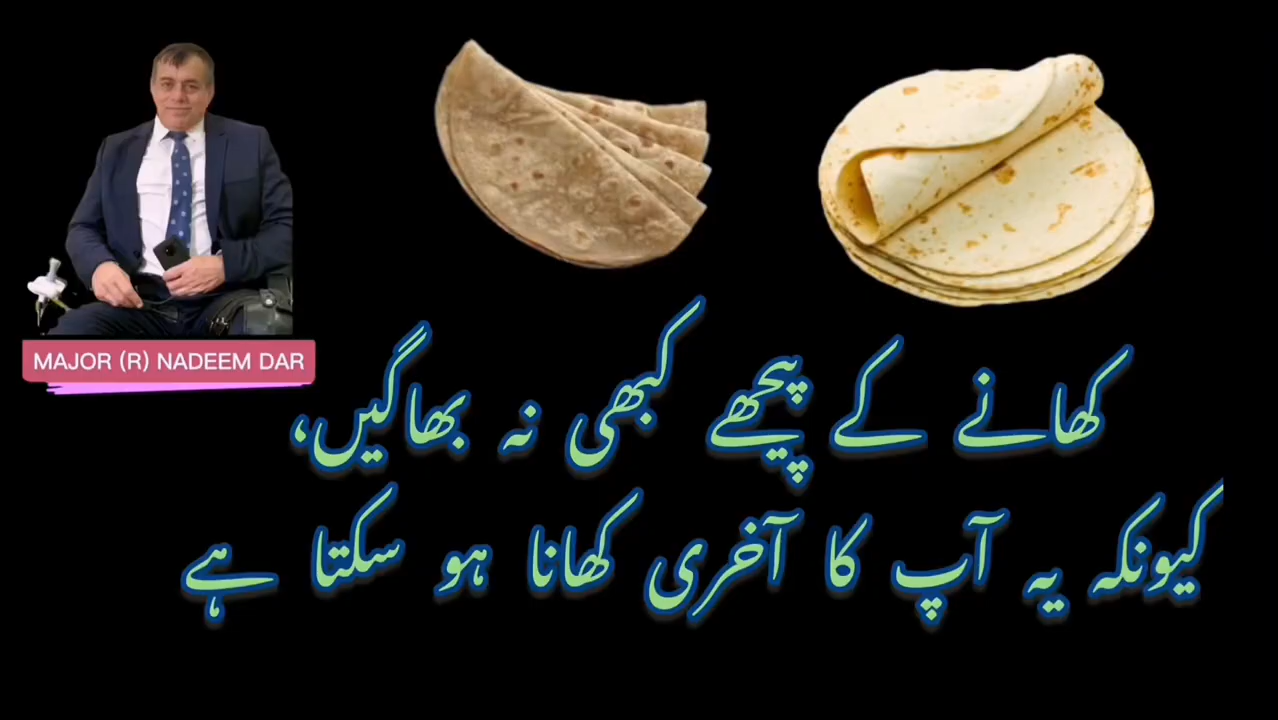 MAJOR (R) NADEEM DAR
کھانے کے پیچھے کبھی نہ بھاگیں،
کیونکہ یہ آپ کا آخری کھانا ہو سکتا ہے